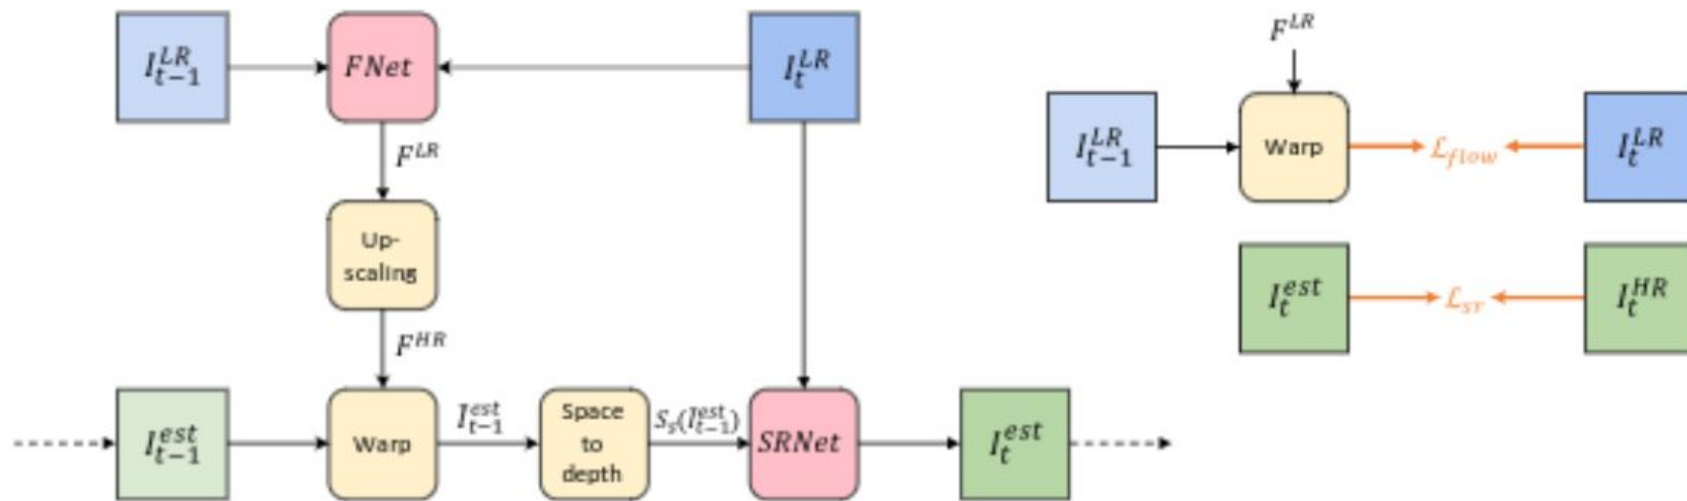 I_{t-1}^{LR}
FNet
I_t^{LR}
F^{LR}
Up-
scaling
F^{HR}
I_{t-1}^{est}
Warp
Ĩ_{t-1}^{est}
Space
to
depth
S_s(Ĩ_{t-1}^{est})
SRNet
I_t^{est}
F^{LR}
I_{t-1}^{LR}
Warp
ℒ_{flow}
I_t^{LR}
I_t^{est}
ℒ_{sr}
I_t^{HR}